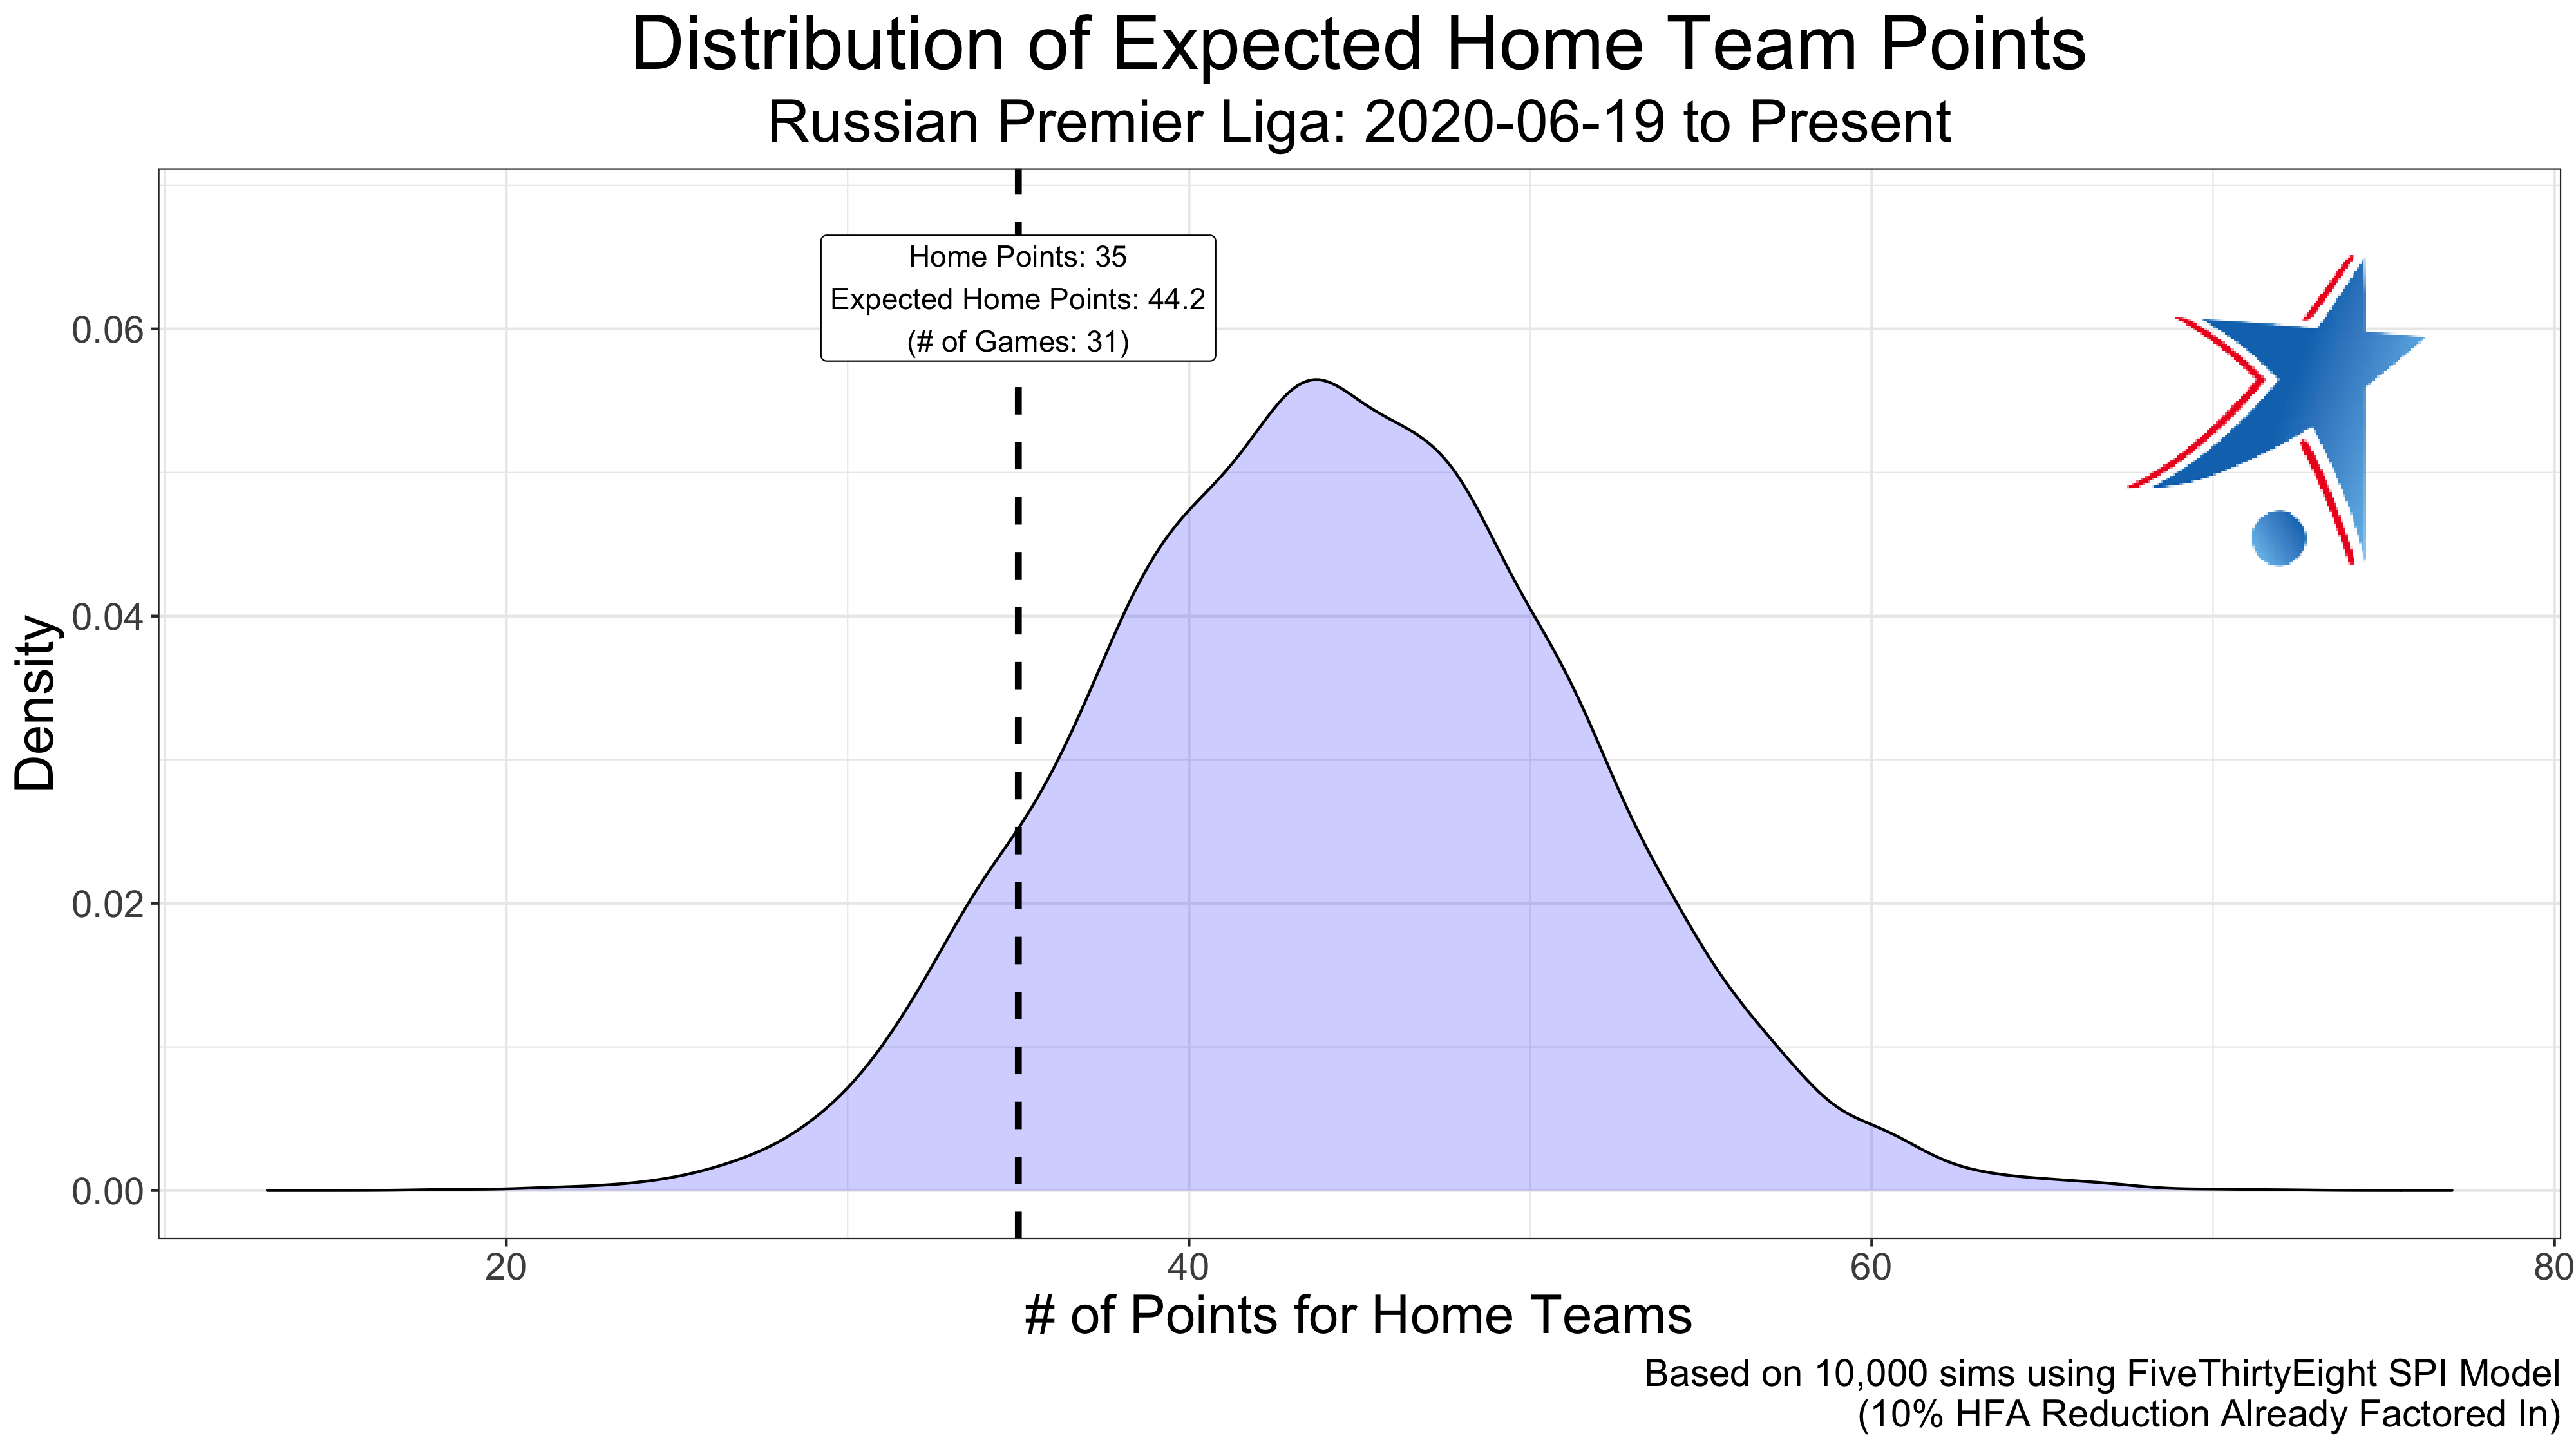 Distribution of Expected Home Team Points
Russian Premier Liga: 2020-06-19 to Present
Home Points: 35
Expected Home Points: 44.2
(# of Games: 31)
Density
0.06
0.04
0.02
0.00
20
40
60
80
# of Points for Home Teams
Based on 10,000 sims using FiveThirtyEight SPI Model
(10% HFA Reduction Already Factored In)